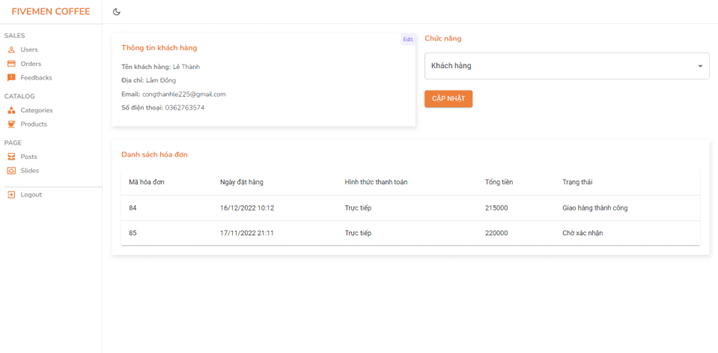 FIVEMEN COFFEE
SALES
Users
Orders
Feedbacks
CATALOG
Categories
Products
PAGE
Posts
Slides
Logout
Edit
Thông tin khách hàng
Tên khách hàng: Lê Thành
Địa chỉ: Lâm Đồng
Email: congthanhle225@gmail.com
Số điện thoại: 0362763574
Chức năng
Khách hàng
CẬP NHẬT
Danh sách hóa đơn
Mã hóa đơn Ngày đặt hàng Hình thức thanh toán Tổng tiền Trạng thái
84 16/12/2022 10:12 Trực tiếp 215000 Giao hàng thành công
85 17/11/2022 21:11 Trực tiếp 220000 Chờ xác nhận